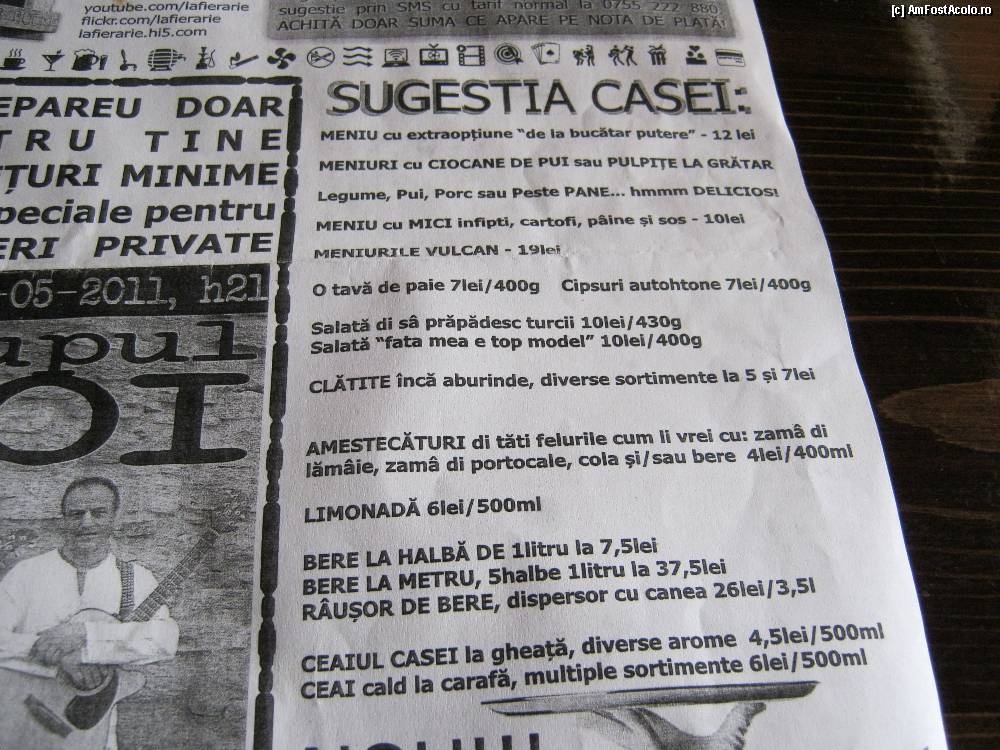 [c] AmFostAcolo.ro
youtube.com/lafierarie
flickr.com/lafierarie
lafierarie.hi5.com
sugestie prin SMS cu tarif normal la 0755 222 880
ACHITĂ DOAR SUMA CE APARE PE NOTA DE PLATĂ!
EPAREU DOAR
TRU TINE
ȚURI MINIME
peciale pentru
ERI PRIVATE
-05-2011, h21
upul
OI
SUGESTIA CASEI:
MENIU cu extraopțiune "de la bucătar putere" - 12 lei
MENIURI cu CIOCANE DE PUI sau PULPIȚE LA GRĂTAR
Legume, Pui, Porc sau Peste PANE... hmmm DELICIOS!
MENIU cu MICI infipti, cartofi, pâine și sos - 10lei
MENIURILE VULCAN - 19lei
O tavă de paie 7lei/400g Cipsuri autohtone 7lei/400g
Salată di sâ prăpădesc turcii 10lei/430g
Salată "fata mea e top model" 10lei/400g
CLĂTITE încă aburinde, diverse sortimente la 5 și 7lei
AMESTECĂTURI di tăti felurile cum li vrei cu: zamâ di
lămâie, zamâ di portocale, cola și/sau bere 4lei/400ml
LIMONADĂ 6lei/500ml
BERE LA HALBĂ DE 1litru la 7,5lei
BERE LA METRU, 5halbe 1litru la 37,5lei
RÂUȘOR DE BERE, dispersor cu canea 26lei/3,5l
CEAIUL CASEI la gheață, diverse arome 4,5lei/500ml
CEAI cald la carafă, multiple sortimente 6lei/500ml